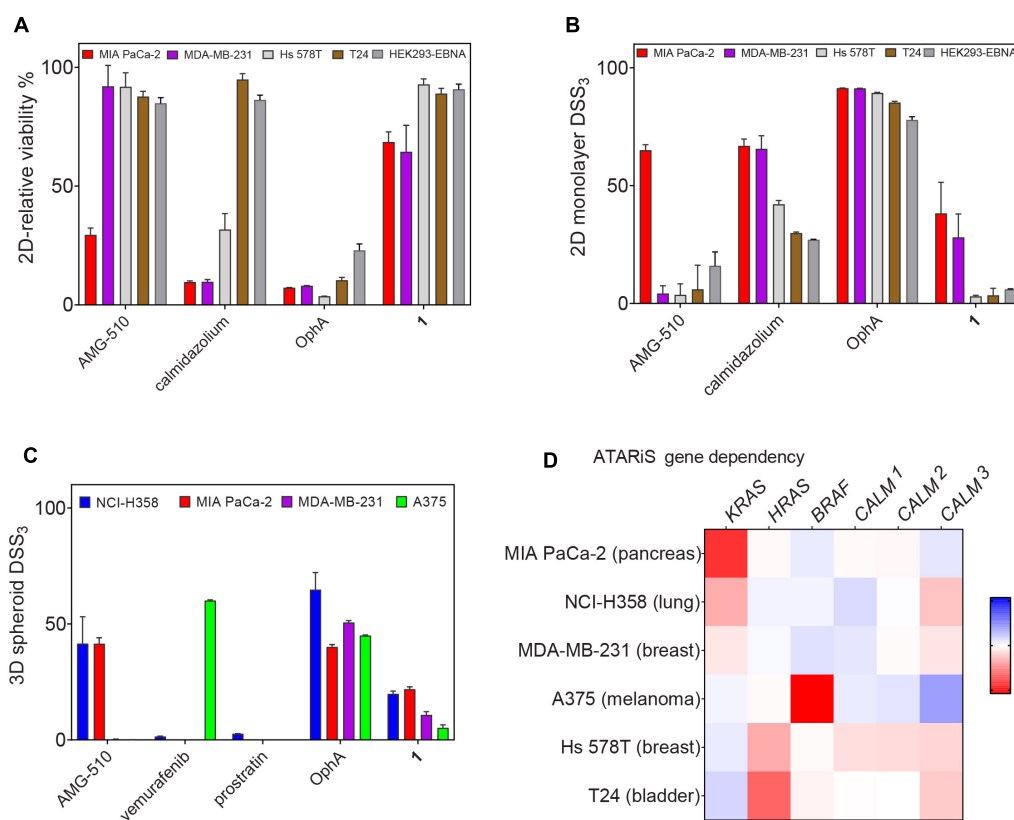 A
MIA PaCa-2 MDA-MB-231 Hs 578T T24 HEK293-EBNA
2D-relative viability %
100
50
0
AMG-510
calmidazolium
OphA
1
B
MIA PaCa-2 MDA-MB-231 Hs 578T T24 HEK293-EBNA
2D monolayer DSS3
100
50
0
AMG-510
calmidazolium
OphA
1
C
NCI-H358 MIA PaCa-2 MDA-MB-231 A375
3D spheroid DSS3
100
50
0
AMG-510
vemurafenib
prostratin
OphA
1
D
ATARiS gene dependency
KRAS
HRAS
BRAF
CALM 1
CALM 2
CALM 3
MIA PaCa-2 (pancreas)
NCI-H358 (lung)
MDA-MB-231 (breast)
A375 (melanoma)
Hs 578T (breast)
T24 (bladder)